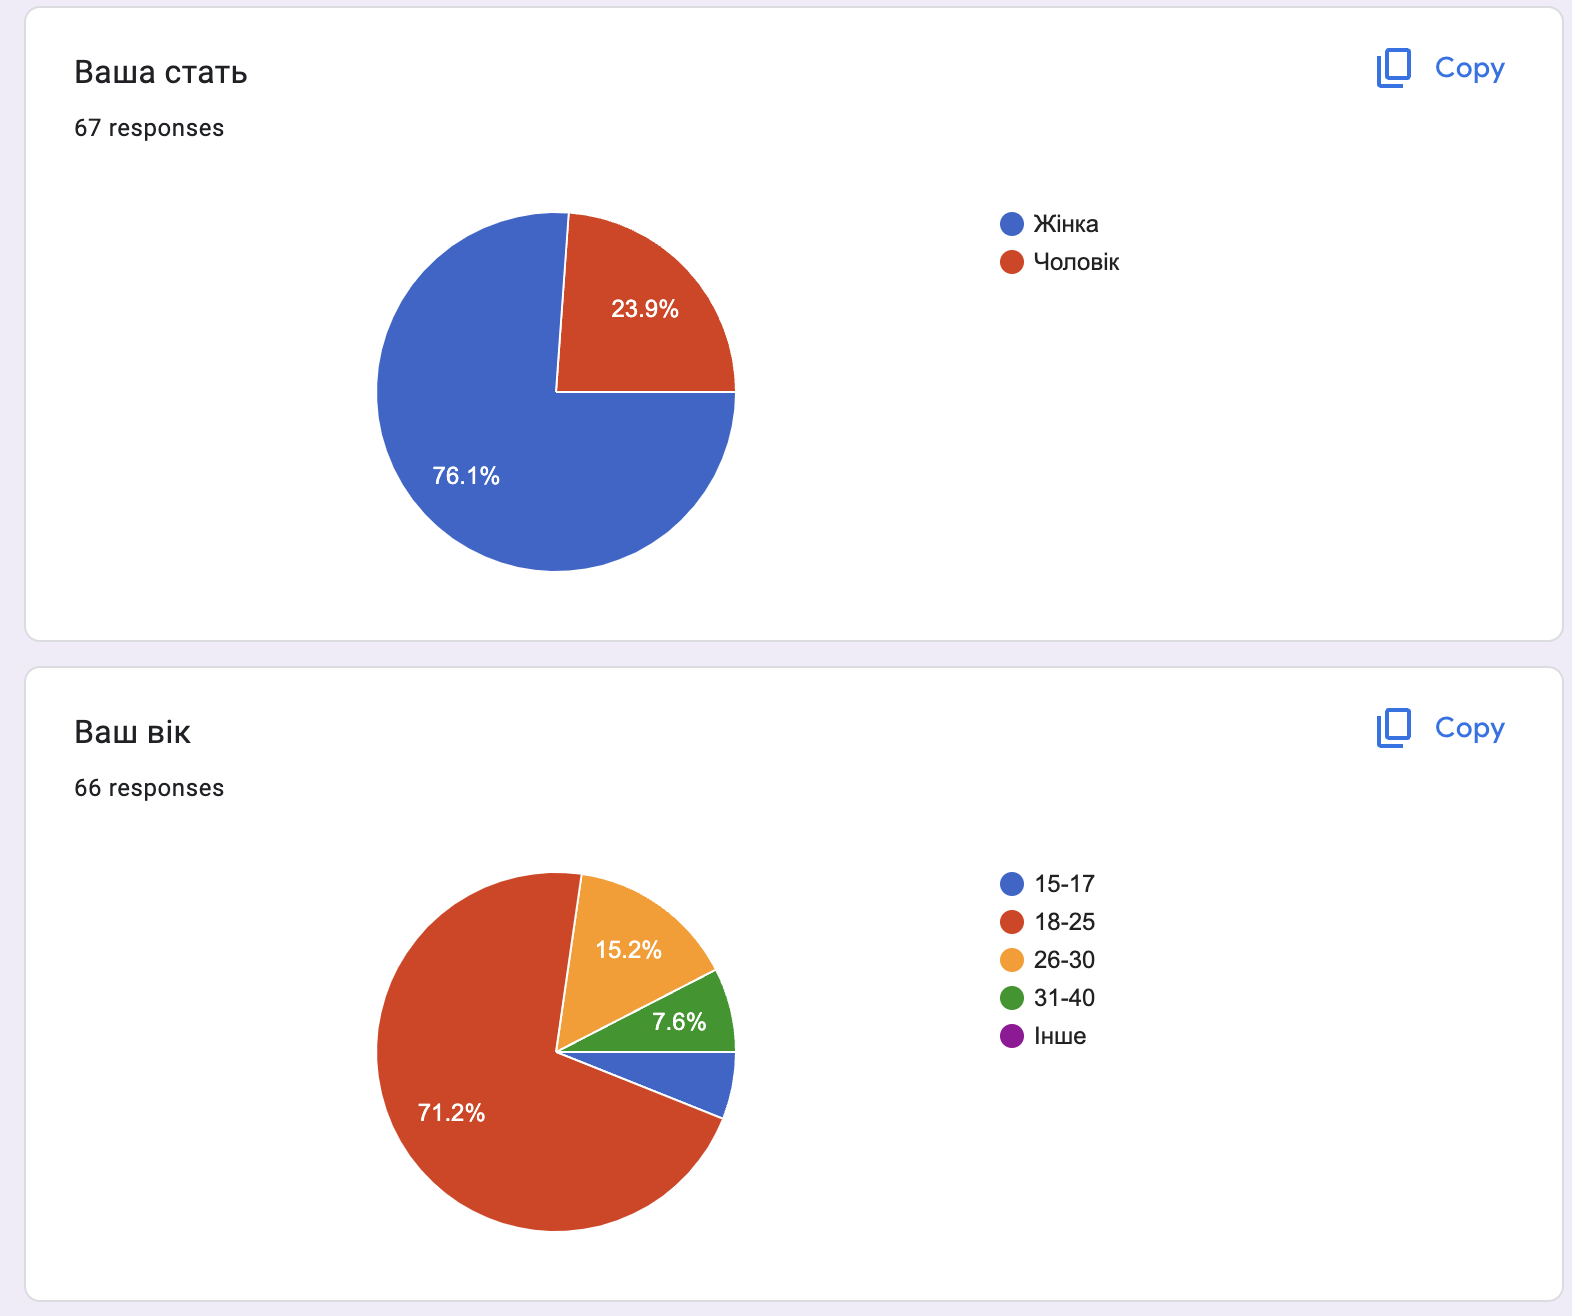 Ваша стать
Copy
67 responses
Жінка
Чоловік
23.9%
76.1%
Ваш вік
Copy
66 responses
15-17
18-25
26-30
31-40
Інше
15.2%
7.6%
71.2%